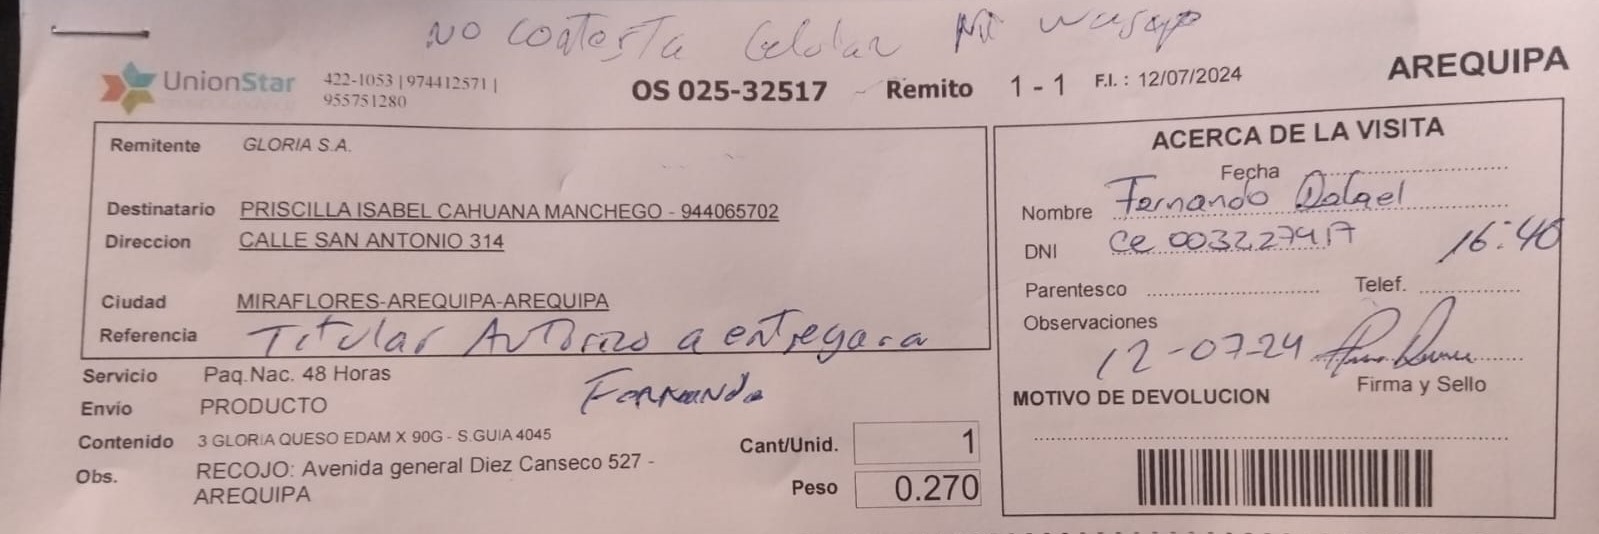 NO COnteSTa Celular Ni wasap
UnionStar 422-1053 | 974412571 |
955751280
OS 025-32517 - Remito 1 - 1 F.I. : 12/07/2024
AREQUIPA
Remitente GLORIA S.A.
Destinatario PRISCILLA ISABEL CAHUANA MANCHEGO - 944065702
Direccion CALLE SAN ANTONIO 314
Ciudad MIRAFLORES-AREQUIPA-AREQUIPA
Referencia Titular Autorizo a entregar a
Fernando
Servicio Paq.Nac. 48 Horas
Envio PRODUCTO
Contenido 3 GLORIA QUESO EDAM X 90G - S.GUIA 4045
Obs. RECOJO: Avenida general Diez Canseco 527 -
AREQUIPA
Cant/Unid. 1
Peso 0.270
ACERCA DE LA VISITA
Fecha
Nombre Fernando Rafael
DNI Ce 003227917 16:40
Parentesco Telef.
Observaciones
12-07-24
Firma y Sello
MOTIVO DE DEVOLUCION